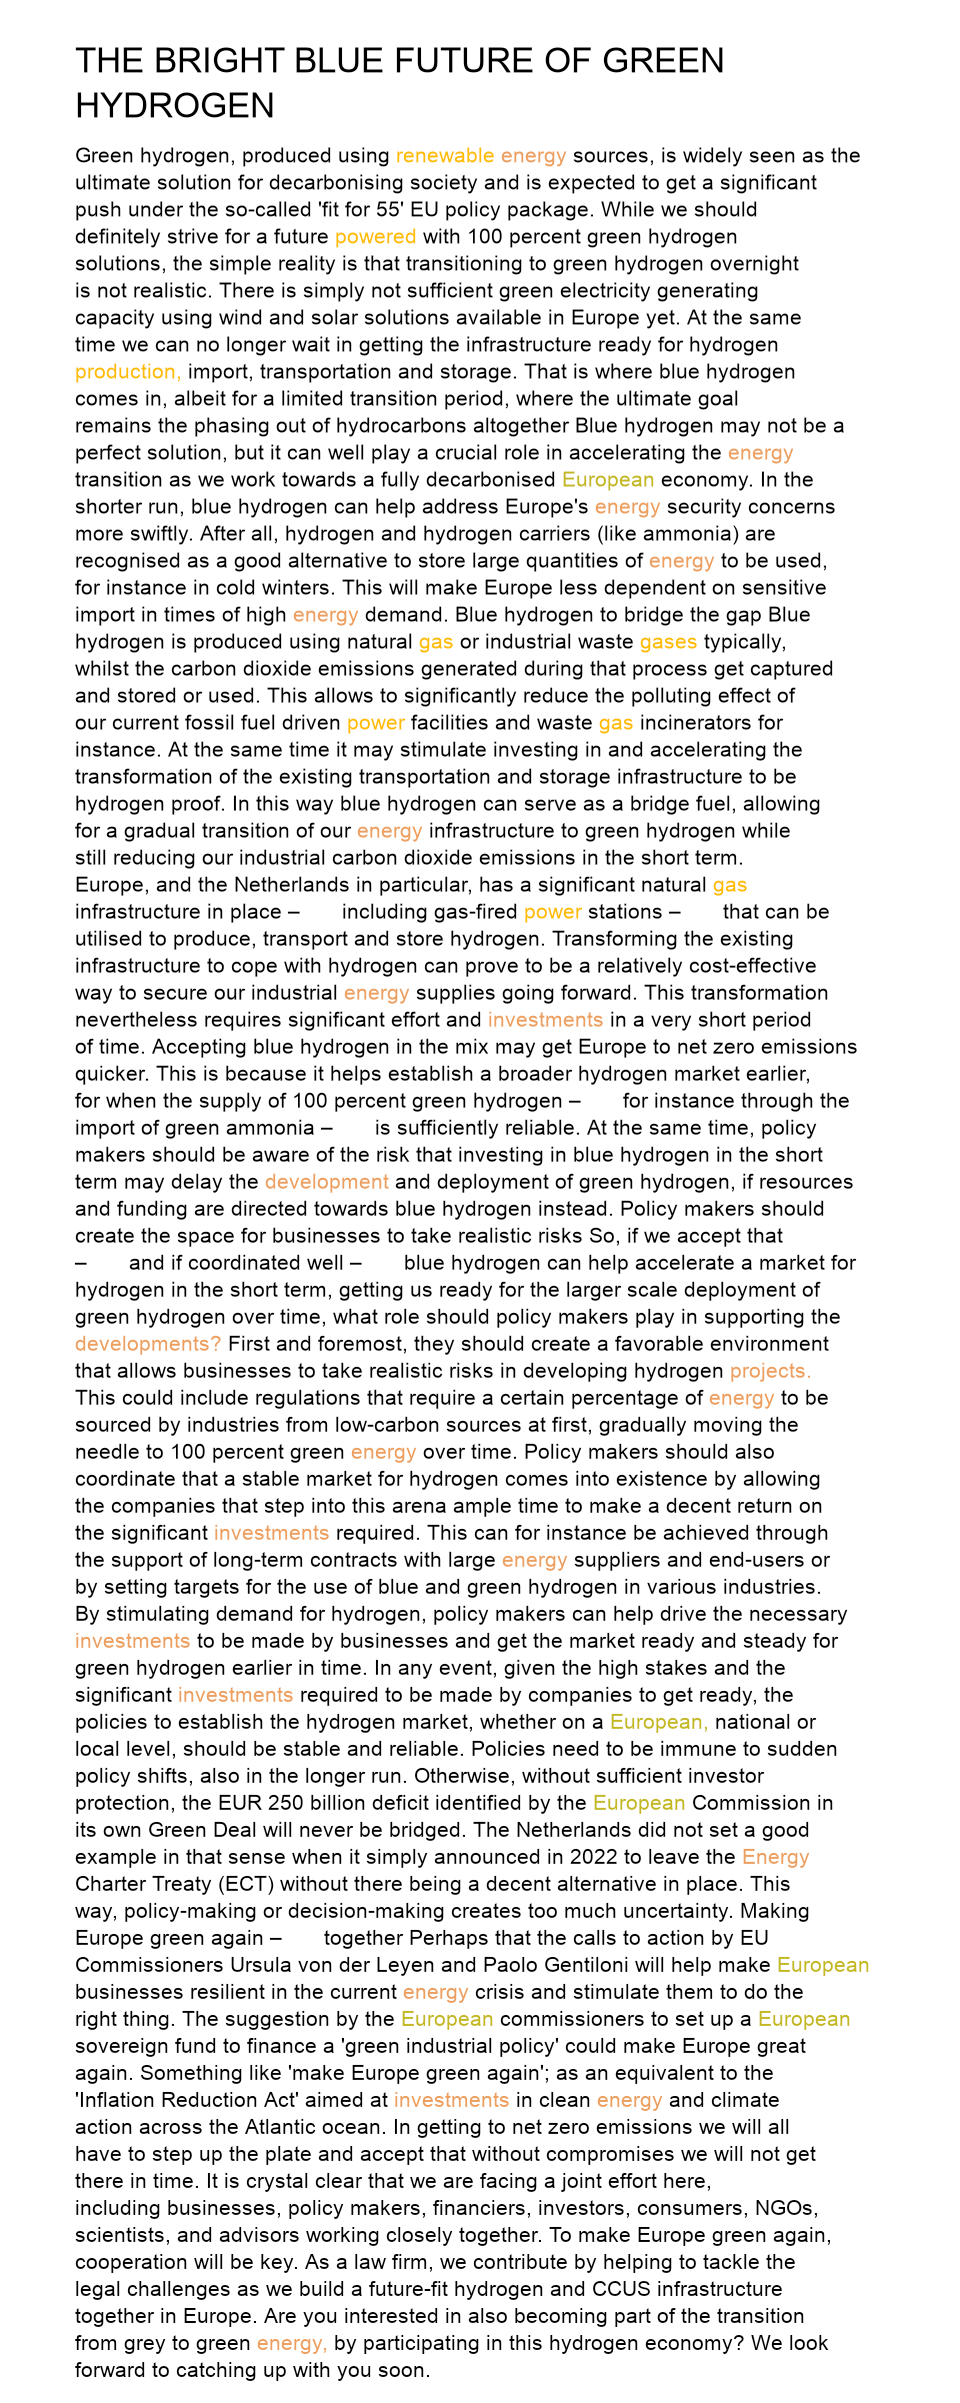 THE BRIGHT BLUE FUTURE OF GREEN
HYDROGEN
Green hydrogen, produced using renewable energy sources, is widely seen as the
ultimate solution for decarbonising society and is expected to get a significant
push under the so-called 'fit for 55' EU policy package. While we should
definitely strive for a future powered with 100 percent green hydrogen
solutions, the simple reality is that transitioning to green hydrogen overnight
is not realistic. There is simply not sufficient green electricity generating
capacity using wind and solar solutions available in Europe yet. At the same
time we can no longer wait in getting the infrastructure ready for hydrogen
production, import, transportation and storage. That is where blue hydrogen
comes in, albeit for a limited transition period, where the ultimate goal
remains the phasing out of hydrocarbons altogether Blue hydrogen may not be a
perfect solution, but it can well play a crucial role in accelerating the energy
transition as we work towards a fully decarbonised European economy. In the
shorter run, blue hydrogen can help address Europe's energy security concerns
more swiftly. After all, hydrogen and hydrogen carriers (like ammonia) are
recognised as a good alternative to store large quantities of energy to be used,
for instance in cold winters. This will make Europe less dependent on sensitive
import in times of high energy demand. Blue hydrogen to bridge the gap Blue
hydrogen is produced using natural gas or industrial waste gases typically,
whilst the carbon dioxide emissions generated during that process get captured
and stored or used. This allows to significantly reduce the polluting effect of
our current fossil fuel driven power facilities and waste gas incinerators for
instance. At the same time it may stimulate investing in and accelerating the
transformation of the existing transportation and storage infrastructure to be
hydrogen proof. In this way blue hydrogen can serve as a bridge fuel, allowing
for a gradual transition of our energy infrastructure to green hydrogen while
still reducing our industrial carbon dioxide emissions in the short term.
Europe, and the Netherlands in particular, has a significant natural gas
infrastructure in place – including gas-fired power stations – that can be
utilised to produce, transport and store hydrogen. Transforming the existing
infrastructure to cope with hydrogen can prove to be a relatively cost-effective
way to secure our industrial energy supplies going forward. This transformation
nevertheless requires significant effort and investments in a very short period
of time. Accepting blue hydrogen in the mix may get Europe to net zero emissions
quicker. This is because it helps establish a broader hydrogen market earlier,
for when the supply of 100 percent green hydrogen – for instance through the
import of green ammonia – is sufficiently reliable. At the same time, policy
makers should be aware of the risk that investing in blue hydrogen in the short
term may delay the development and deployment of green hydrogen, if resources
and funding are directed towards blue hydrogen instead. Policy makers should
create the space for businesses to take realistic risks So, if we accept that
– and if coordinated well – blue hydrogen can help accelerate a market for
hydrogen in the short term, getting us ready for the larger scale deployment of
green hydrogen over time, what role should policy makers play in supporting the
developments? First and foremost, they should create a favorable environment
that allows businesses to take realistic risks in developing hydrogen projects.
This could include regulations that require a certain percentage of energy to be
sourced by industries from low-carbon sources at first, gradually moving the
needle to 100 percent green energy over time. Policy makers should also
coordinate that a stable market for hydrogen comes into existence by allowing
the companies that step into this arena ample time to make a decent return on
the significant investments required. This can for instance be achieved through
the support of long-term contracts with large energy suppliers and end-users or
by setting targets for the use of blue and green hydrogen in various industries.
By stimulating demand for hydrogen, policy makers can help drive the necessary
investments to be made by businesses and get the market ready and steady for
green hydrogen earlier in time. In any event, given the high stakes and the
significant investments required to be made by companies to get ready, the
policies to establish the hydrogen market, whether on a European, national or
local level, should be stable and reliable. Policies need to be immune to sudden
policy shifts, also in the longer run. Otherwise, without sufficient investor
protection, the EUR 250 billion deficit identified by the European Commission in
its own Green Deal will never be bridged. The Netherlands did not set a good
example in that sense when it simply announced in 2022 to leave the Energy
Charter Treaty (ECT) without there being a decent alternative in place. This
way, policy-making or decision-making creates too much uncertainty. Making
Europe green again – together Perhaps that the calls to action by EU
Commissioners Ursula von der Leyen and Paolo Gentiloni will help make European
businesses resilient in the current energy crisis and stimulate them to do the
right thing. The suggestion by the European commissioners to set up a European
sovereign fund to finance a 'green industrial policy' could make Europe great
again. Something like 'make Europe green again'; as an equivalent to the
'Inflation Reduction Act' aimed at investments in clean energy and climate
action across the Atlantic ocean. In getting to net zero emissions we will all
have to step up the plate and accept that without compromises we will not get
there in time. It is crystal clear that we are facing a joint effort here,
including businesses, policy makers, financiers, investors, consumers, NGOs,
scientists, and advisors working closely together. To make Europe green again,
cooperation will be key. As a law firm, we contribute by helping to tackle the
legal challenges as we build a future-fit hydrogen and CCUS infrastructure
together in Europe. Are you interested in also becoming part of the transition
from grey to green energy, by participating in this hydrogen economy? We look
forward to catching up with you soon.